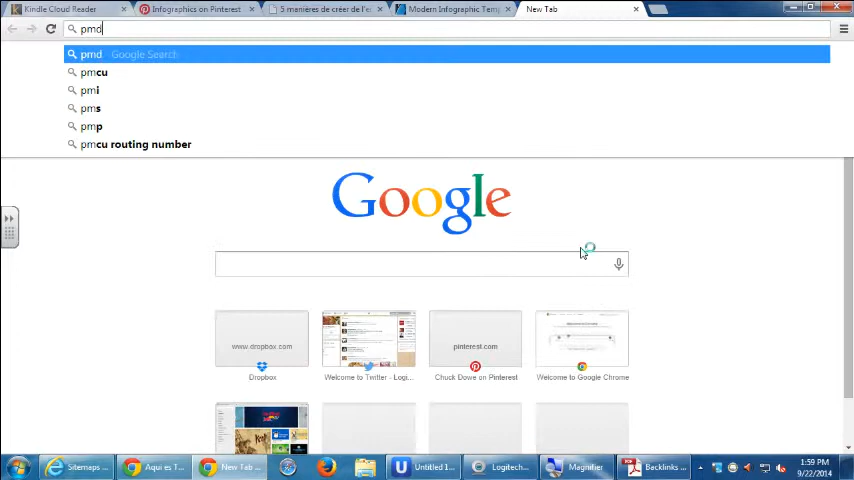 Kindle Cloud Reader
Infographics on Pinterest
5 manières de créer de l'es
Modern Infographic Temp
New Tab
pmd
pmd Google Search
pmcu
pmi
pms
pmp
pmcu routing number
Google
www.dropbox.com
pinterest.com
Dropbox
Welcome to Twitter - Logi...
Chuck Dowe on Pinterest
Welcome to Google Chrome
Sitemaps ...
Aqui es T...
New Tab ...
Untitled 1...
Logitech...
Magnifier
Backlinks ...
1:59 PM
9/22/2014